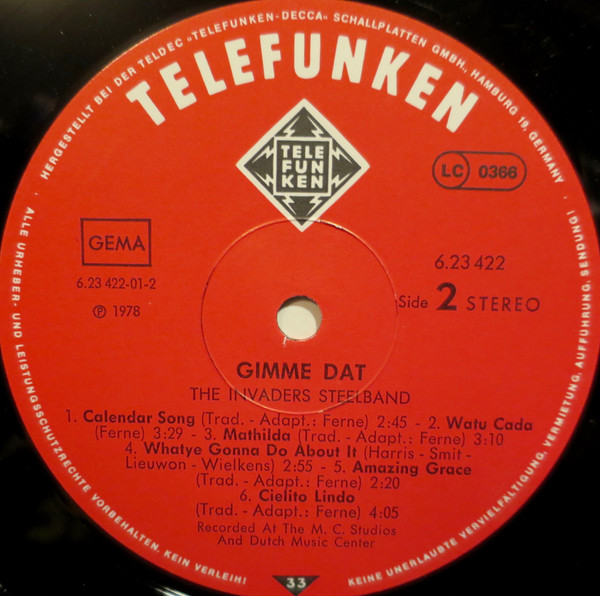 HERGESTELLT BEI DER TELDEC »TELEFUNKEN-DECCA« SCHALLPLATTEN GMBH., HAMBURG 19, GERMANY
TELEFUNKEN
TELE
FUN
KEN
LC 0366
GEMA
6.23 422-01-2
℗ 1978
6.23 422
Side 2 STEREO
GIMME DAT
THE INVADERS STEELBAND
1. Calendar Song (Trad. - Adapt.: Ferne) 2:45 - 2. Watu Cada
(Ferne) 3:29 - 3. Mathilda (Trad. - Adapt.: Ferne) 3:10
4. Whatye Gonna Do About It (Harris - Smit -
Lieuwon - Wielkens) 2:55 - 5. Amazing Grace
(Trad. - Adapt.: Ferne) 2:20
6. Cielito Lindo
(Trad. - Adapt.: Ferne) 4:05
Recorded At The M. C. Studios
And Dutch Music Center
33
ALLE URHEBER- UND LEISTUNGSSCHUTZRECHTE VORBEHALTEN, KEIN VERLEIH!
KEINE UNERLAUBTE VERVIELFÄLTIGUNG, VERMIETUNG, AUFFÜHRUNG, SENDUNG!